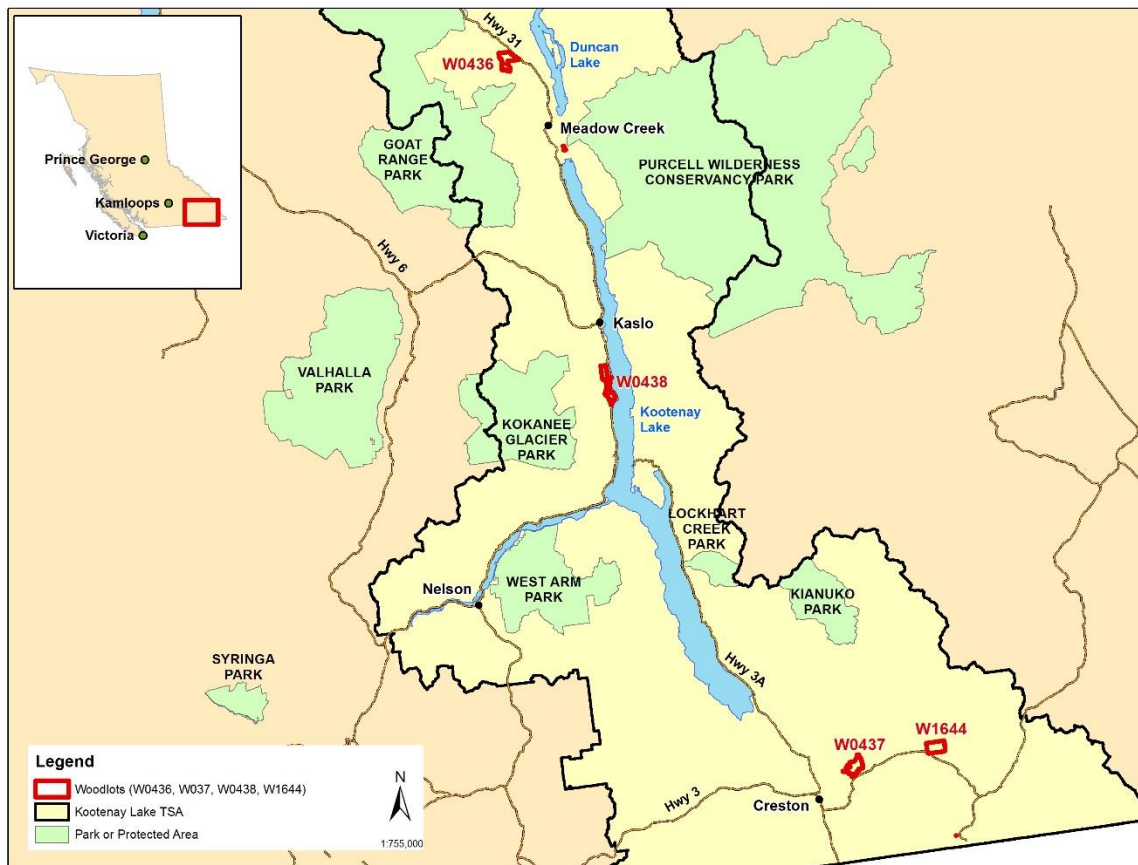 Hwy 31
W0436
Duncan
Lake
Meadow Creek
GOAT
RANGE
PARK
PURCELL WILDERNESS
CONSERVANCY PARK
Prince George
Kamloops
Victoria
Hwy 6
Kaslo
VALHALLA
PARK
W0438
KOKANEE
GLACIER
PARK
Kootenay
Lake
LOCKHART
CREEK
PARK
Nelson
WEST ARM
PARK
KIANUKO
PARK
SYRINGA
PARK
Hwy 3A
W1644
W0437
Hwy 3
Creston
Legend
Woodlots (W0436, W037, W0438, W1644)
Kootenay Lake TSA
Park or Protected Area
N
1:755,000